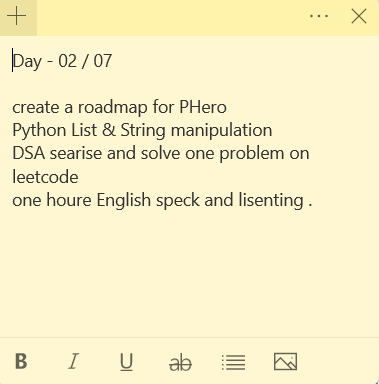 Day - 02 / 07
create a roadmap for PHero
Python List & String manipulation
DSA searise and solve one problem on
leetcode
one houre English speck and lisenting .
B I U ab